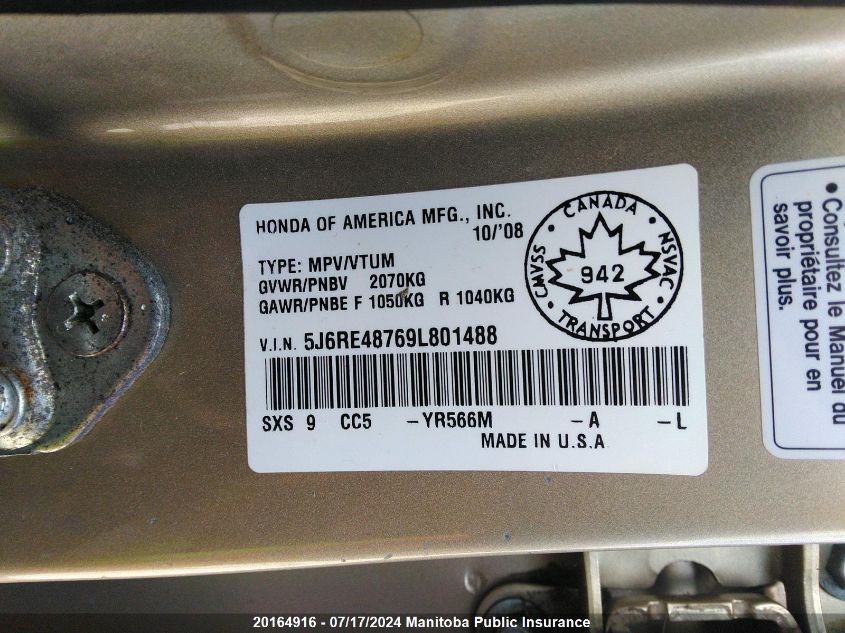 HONDA OF AMERICA MFG., INC.
10/'08
TYPE: MPV/VTUM
GVWR/PNBV 2070KG
GAWR/PNBE F 1050KG R 1040KG
V.I.N. 5J6RE48769L801488
SXS 9 CC5 -YR566M -A -L
MADE IN U.S.A
CANADA
CMVSS 942 NSVAC
TRANSPORT
• Consultez le Manuel du
propriétaire pour en
savoir plus.
20164916 - 07/17/2024 Manitoba Public Insurance